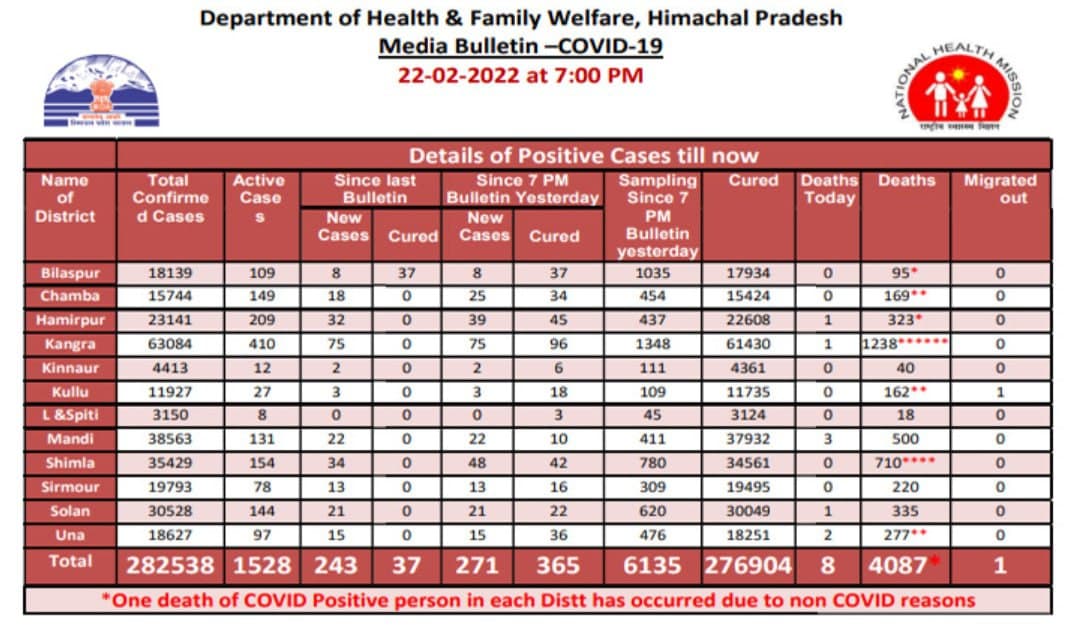 Department of Health & Family Welfare, Himachal Pradesh
Media Bulletin –COVID-19
22-02-2022 at 7:00 PM
NATIONAL HEALTH MISSION
राष्ट्रीय स्वास्थ्य मिशन
Details of Positive Cases till now
Name of District Total Confirme d Cases Active Case s Since last Bulletin Since 7 PM Bulletin Yesterday Sampling Since 7 PM Bulletin yesterday Cured Deaths Today Deaths Migrated out
New Cases Cured New Cases Cured
Bilaspur 18139 109 8 37 8 37 1035 17934 0 95* 0
Chamba 15744 149 18 0 25 34 454 15424 0 169** 0
Hamirpur 23141 209 32 0 39 45 437 22608 1 323* 0
Kangra 63084 410 75 0 75 96 1348 61430 1 1238****** 0
Kinnaur 4413 12 2 0 2 6 111 4361 0 40 0
Kullu 11927 27 3 0 3 18 109 11735 0 162** 1
L &Spiti 3150 8 0 0 0 3 45 3124 0 18 0
Mandi 38563 131 22 0 22 10 411 37932 3 500 0
Shimla 35429 154 34 0 48 42 780 34561 0 710**** 0
Sirmour 19793 78 13 0 13 16 309 19495 0 220 0
Solan 30528 144 21 0 21 22 620 30049 1 335 0
Una 18627 97 15 0 15 36 476 18251 2 277** 0
Total 282538 1528 243 37 271 365 6135 276904 8 4087* 1
*One death of COVID Positive person in each Distt has occurred due to non COVID reasons